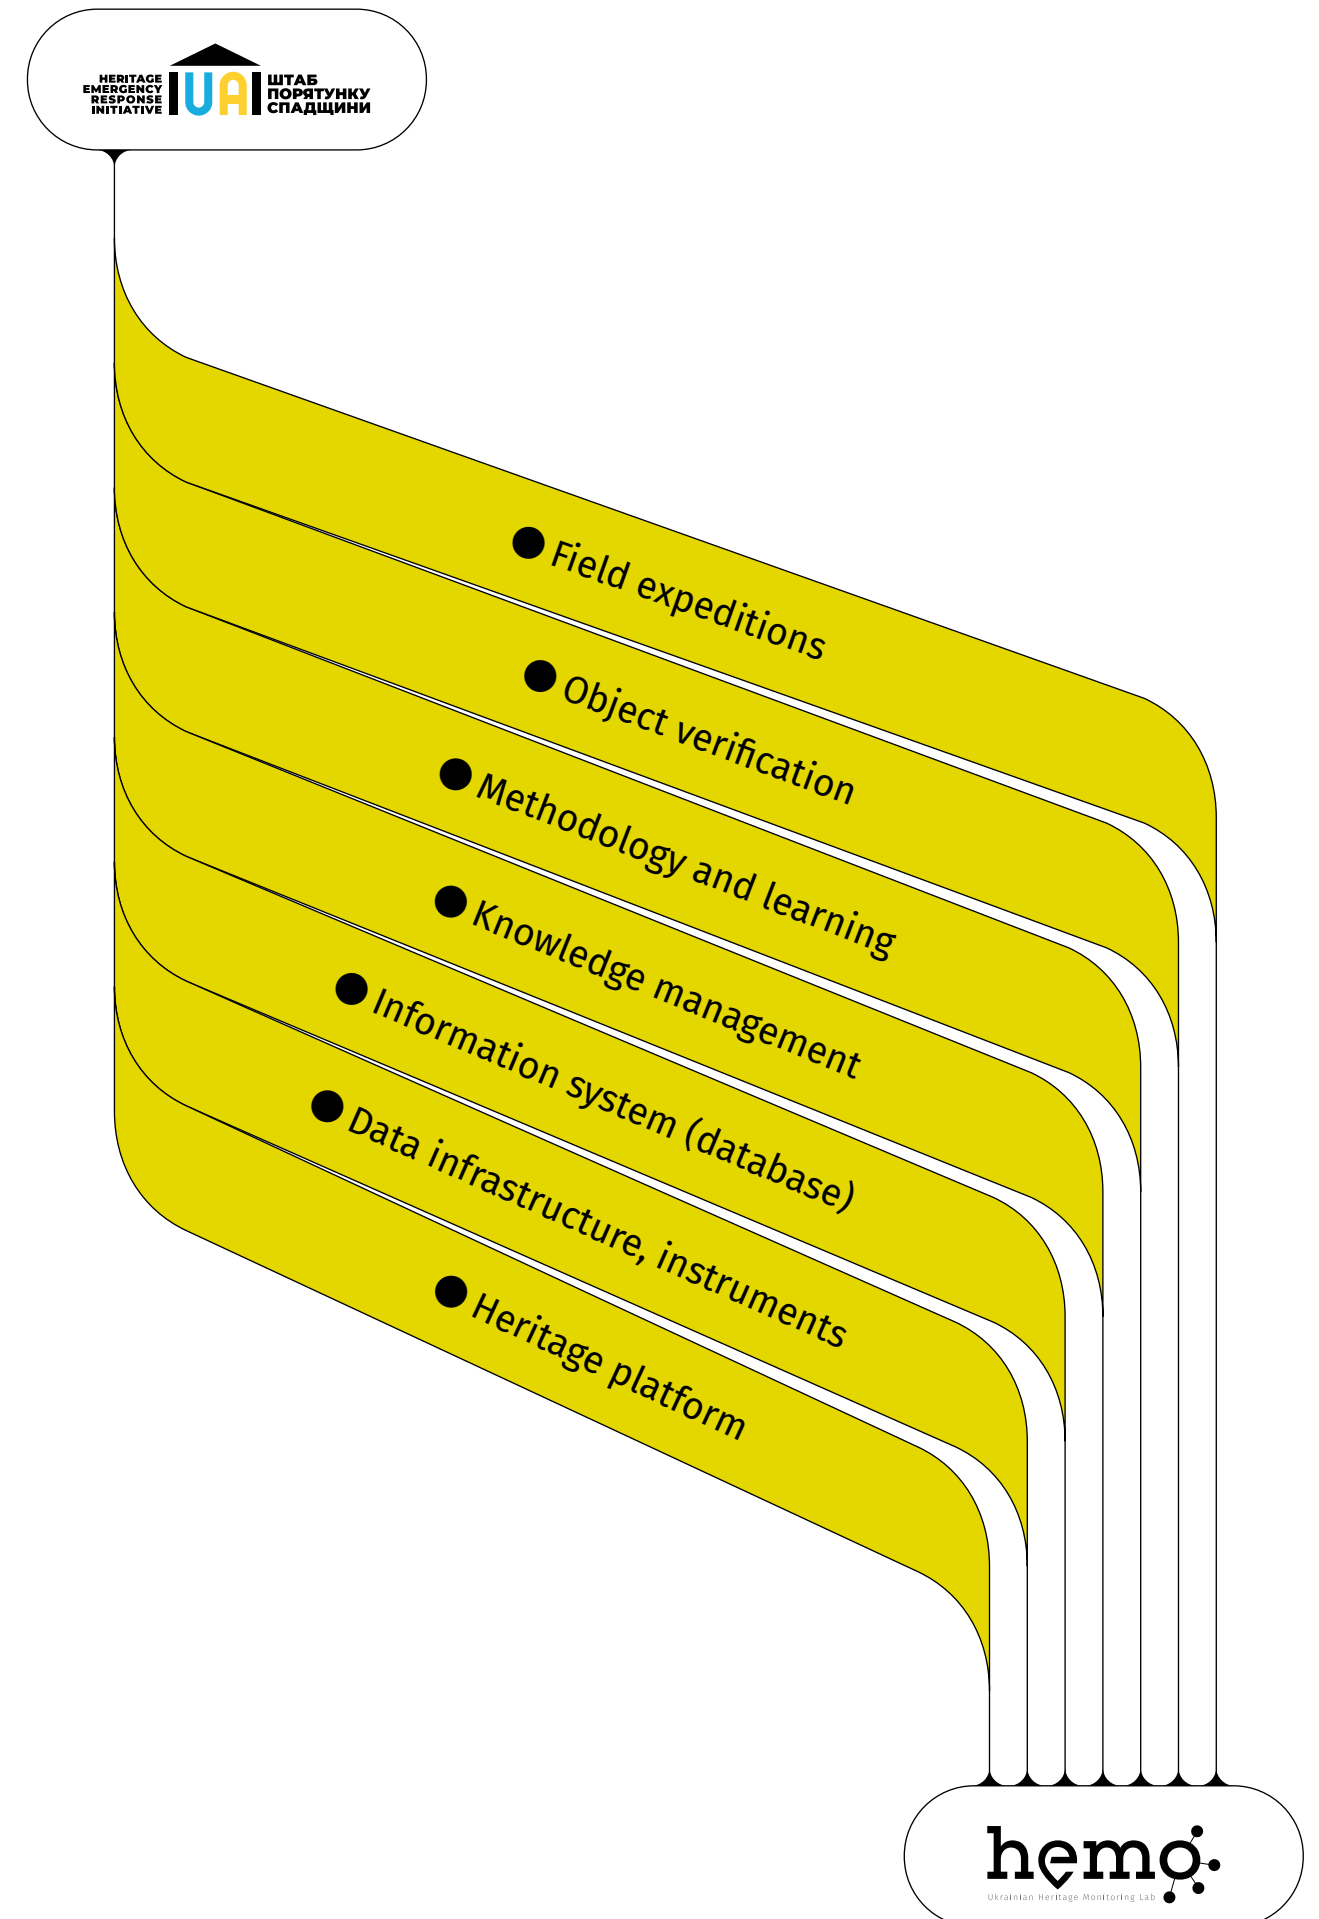 HERITAGE
EMERGENCY
RESPONSE
INITIATIVE
UA
ШТАБ
ПОРЯТУНКУ
СПАДЩИНИ
Field expeditions
Object verification
Methodology and learning
Knowledge management
Information system (database)
Data infrastructure, instruments
Heritage platform
hemo
Ukrainian Heritage Monitoring Lab